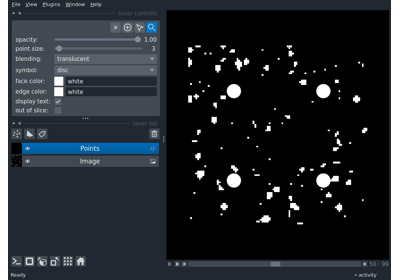 File View Plugins Window Help
layer controls
opacity: 1.00
point size: 3
blending: translucent
symbol: disc
face color: white
edge color: white
display text:
out of slice:
layer list
Points
Image
50 99
Ready
activity